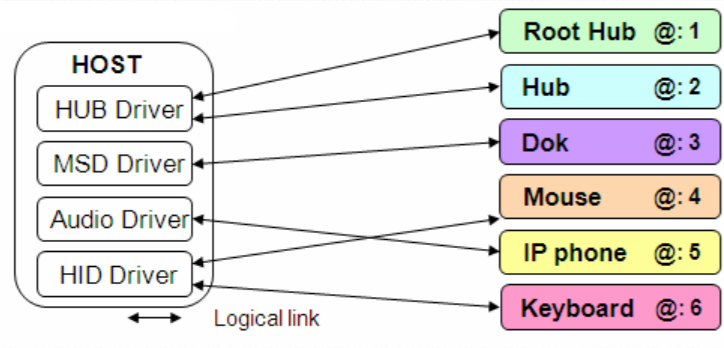 HOST
HUB Driver
MSD Driver
Audio Driver
HID Driver
Logical link
Root Hub @: 1
Hub @: 2
Dok @: 3
Mouse @: 4
IP phone @: 5
Keyboard @: 6